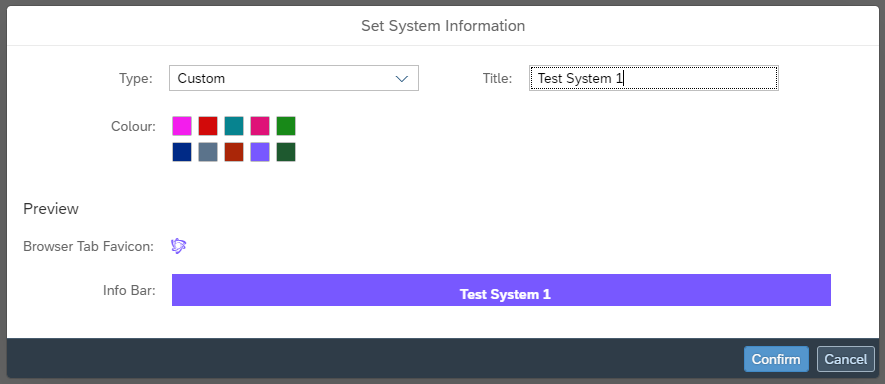 Set System Information
Type: Custom Title: Test System 1
Colour:
Preview
Browser Tab Favicon:
Info Bar: Test System 1
Confirm Cancel